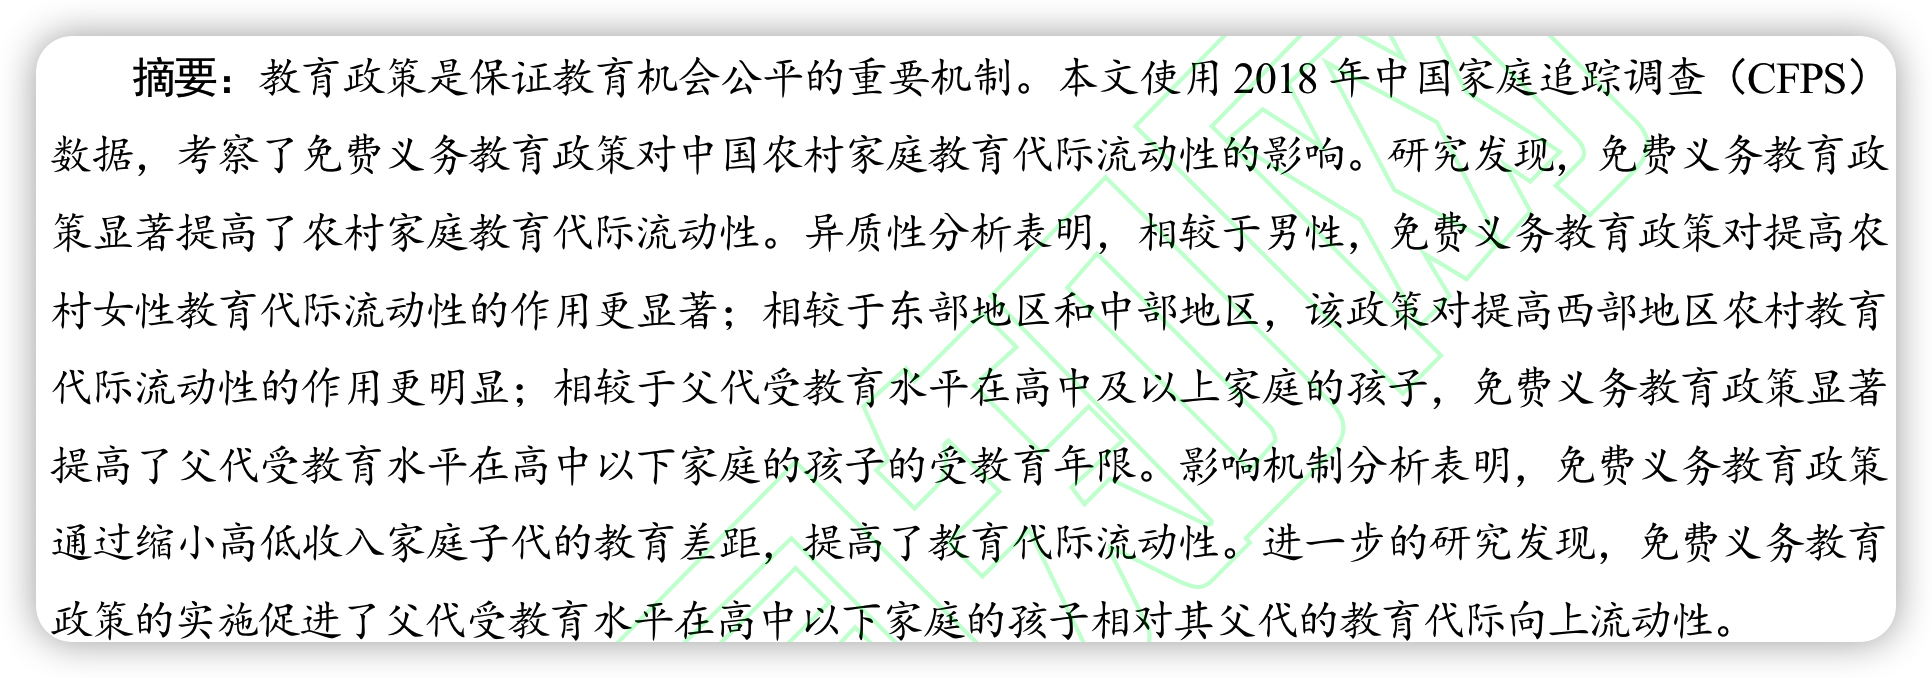 摘要：教育政策是保证教育机会公平的重要机制。本文使用 2018 年中国家庭追踪调查（CFPS）
数据，考察了免费义务教育政策对中国农村家庭教育代际流动性的影响。研究发现，免费义务教育政
策显著提高了农村家庭教育代际流动性。异质性分析表明，相较于男性，免费义务教育政策对提高农
村女性教育代际流动性的作用更显著；相较于东部地区和中部地区，该政策对提高西部地区农村教育
代际流动性的作用更明显；相较于父代受教育水平在高中及以上家庭的孩子，免费义务教育政策显著
提高了父代受教育水平在高中以下家庭的孩子的受教育年限。影响机制分析表明，免费义务教育政策
通过缩小高低收入家庭子代的教育差距，提高了教育代际流动性。进一步的研究发现，免费义务教育
政策的实施促进了父代受教育水平在高中以下家庭的孩子相对其父代的教育代际向上流动性。